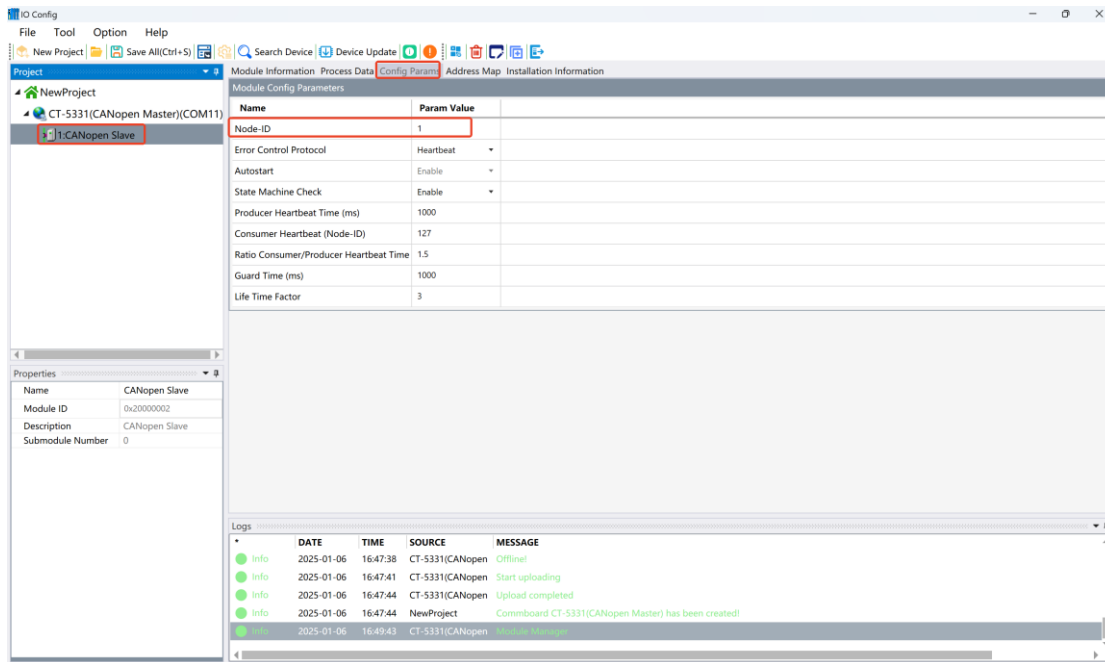 IO Config
File Tool Option Help
New Project Save All(Ctrl+S) Search Device Device Update
Project
NewProject
CT-5331(CANopen Master)(COM11)
1:CANopen Slave
Module Information Process Data Config Params Address Map Installation Information
Module Config Parameters
Name Param Value
Node-ID 1
Error Control Protocol Heartbeat
Autostart Enable
State Machine Check Enable
Producer Heartbeat Time (ms) 1000
Consumer Heartbeat (Node-ID) 127
Ratio Consumer/Producer Heartbeat Time 1.5
Guard Time (ms) 1000
Life Time Factor 3
Properties
Name CANopen Slave
Module ID 0x20000002
Description CANopen Slave
Submodule Number 0
Logs
* DATE TIME SOURCE MESSAGE
Info 2025-01-06 16:47:38 CT-5331(CANopen Offline!
Info 2025-01-06 16:47:41 CT-5331(CANopen Start uploading
Info 2025-01-06 16:47:44 CT-5331(CANopen Upload completed
Info 2025-01-06 16:47:44 NewProject Commboard CT-5331(CANopen Master) has been created!
Info 2025-01-06 16:49:43 CT-5331(CANopen Module Manager